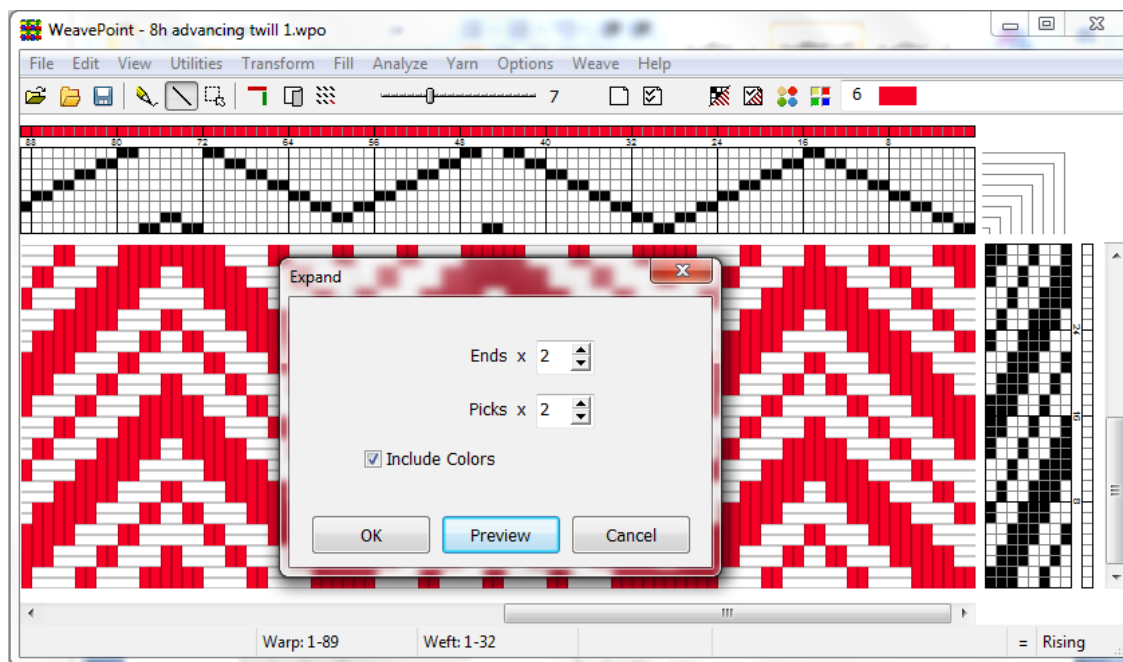 WeavePoint - 8h advancing twill 1.wpo
File Edit View Utilities Transform Fill Analyze Yarn Options Weave Help
7 6
88 80 72 64 56 48 40 32 24 16 8
Expand
Ends x 2
Picks x 2
Include Colors
OK Preview Cancel
24
16
8
Warp: 1-89 Weft: 1-32 = Rising